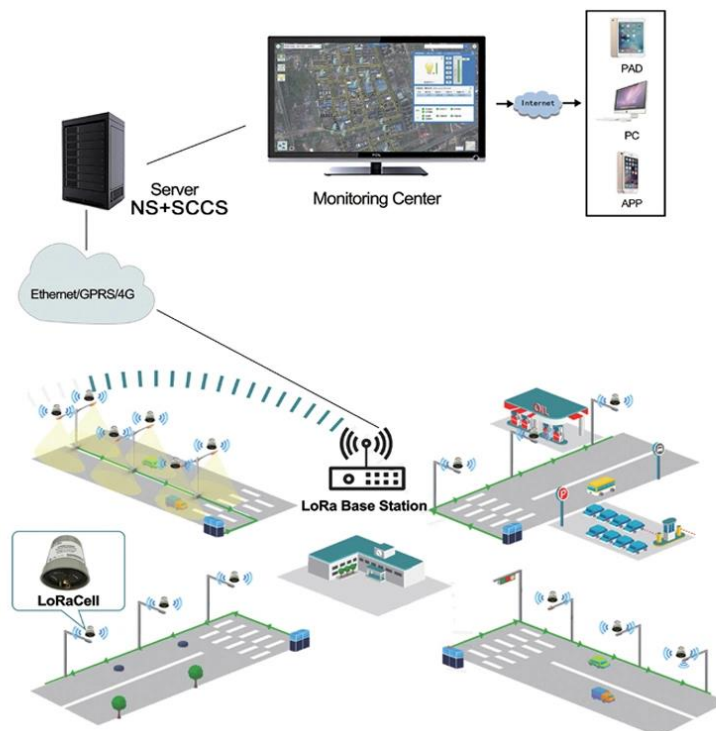 PAD
Internet
PC
APP
Server
NS+SCCS
Monitoring Center
Ethernet/GPRS/4G
LoRa Base Station
P
LoRaCell